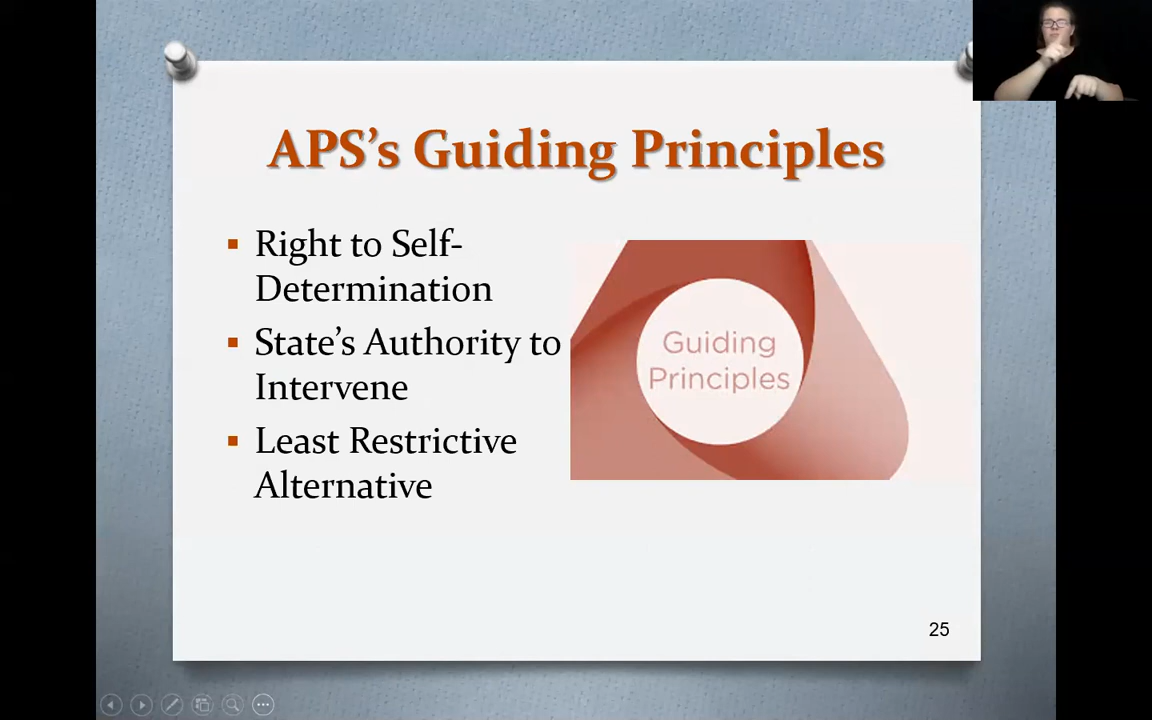 APS’s Guiding Principles
▪ Right to Self-
Determination
▪ State’s Authority to
Intervene
▪ Least Restrictive
Alternative
Guiding
Principles
25